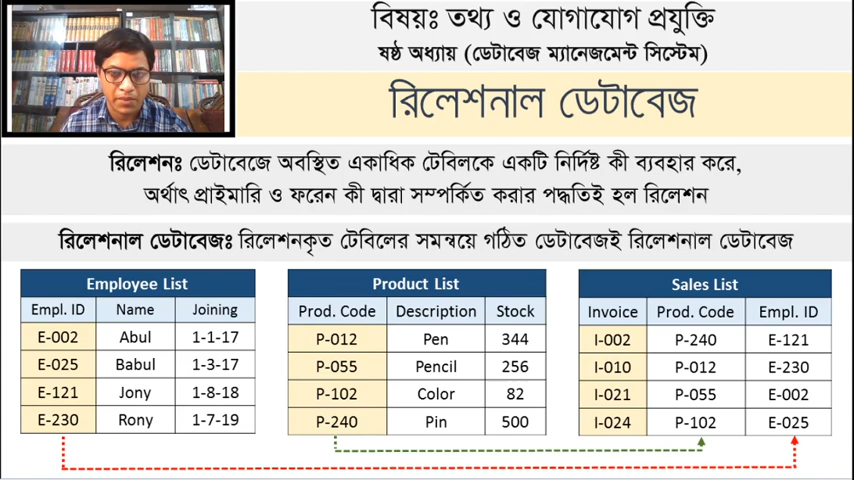 বিষয়ঃ তথ্য ও যোগাযোগ প্রযুক্তি
ষষ্ঠ অধ্যায় (ডেটাবেজ ম্যানেজমেন্ট সিস্টেম)
রিলেশনাল ডেটাবেজ
রিলেশনঃ ডেটাবেজে অবস্থিত একাধিক টেবিলকে একটি নির্দিষ্ট কী ব্যবহার করে,
অর্থাৎ প্রাইমারি ও ফরেন কী দ্বারা সম্পর্কিত করার পদ্ধতিই হল রিলেশন
রিলেশনাল ডেটাবেজঃ রিলেশনকৃত টেবিলের সমন্বয়ে গঠিত ডেটাবেজই রিলেশনাল ডেটাবেজ
Employee List
Empl. ID Name Joining
E-002 Abul 1-1-17
E-025 Babul 1-3-17
E-121 Jony 1-8-18
E-230 Rony 1-7-19
Product List
Prod. Code Description Stock
P-012 Pen 344
P-055 Pencil 256
P-102 Color 82
P-240 Pin 500
Sales List
Invoice Prod. Code Empl. ID
I-002 P-240 E-121
I-010 P-012 E-230
I-021 P-055 E-002
I-024 P-102 E-025